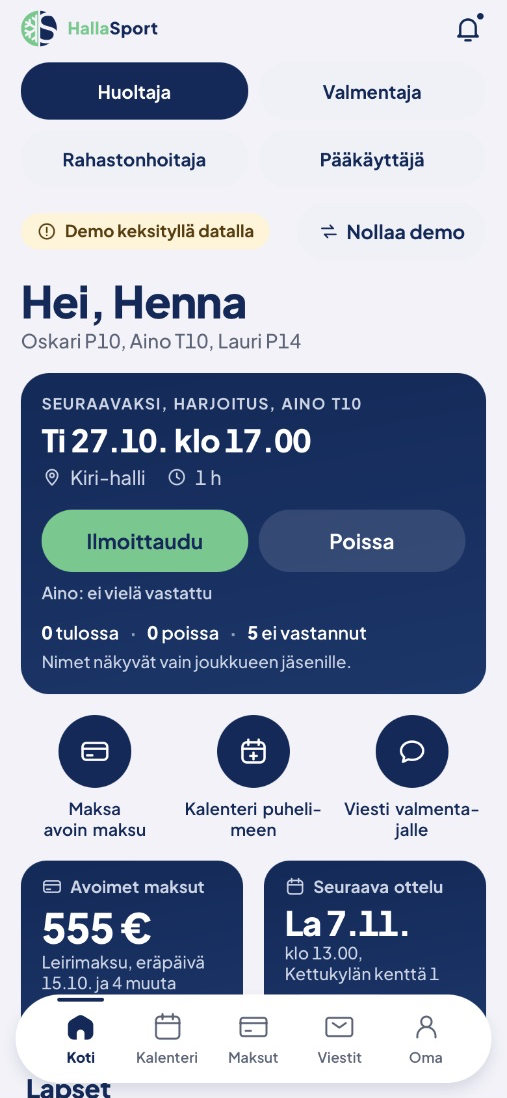 HallaSport
Huoltaja
Valmentaja
Rahastonhoitaja
Pääkäyttäjä
Demo keksityllä datalla
Nollaa demo
Hei, Henna
Oskari P10, Aino T10, Lauri P14
SEURAAVAKSI, HARJOITUS, AINO T10
Ti 27.10. klo 17.00
Kiri-halli 1 h
Ilmoittaudu
Poissa
Aino: ei vielä vastattu
0 tulossa · 0 poissa · 5 ei vastannut
Nimet näkyvät vain joukkueen jäsenille.
Maksa
avoin maksu
Kalenteri puheli-
meen
Viesti valmenta-
jalle
Avoimet maksut
555 €
Leirimaksu, eräpäivä
15.10. ja 4 muuta
Seuraava ottelu
La 7.11.
klo 13.00,
Kettukylän kenttä 1
Koti
Kalenteri
Maksut
Viestit
Oma
Lapset